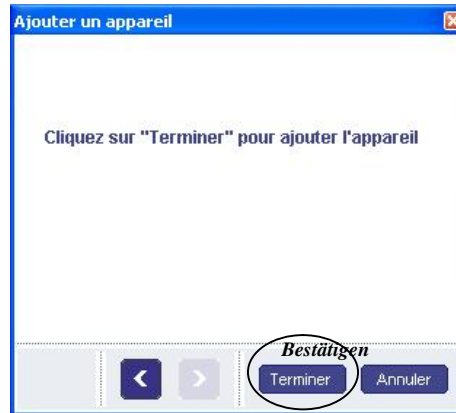 Ajouter un appareil
Cliquez sur "Terminer" pour ajouter l'appareil
Bestätigen
Terminer Annuler